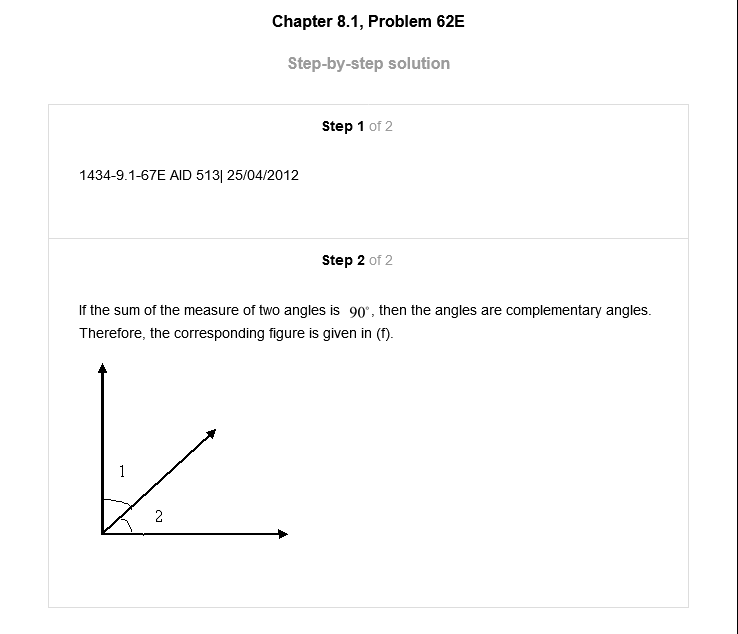 Chapter 8.1, Problem 62E
Step-by-step solution
Step 1 of 2
1434-9.1-67E AID 513| 25/04/2012
Step 2 of 2
If the sum of the measure of two angles is 90°, then the angles are complementary angles.
Therefore, the corresponding figure is given in (f).
1
2